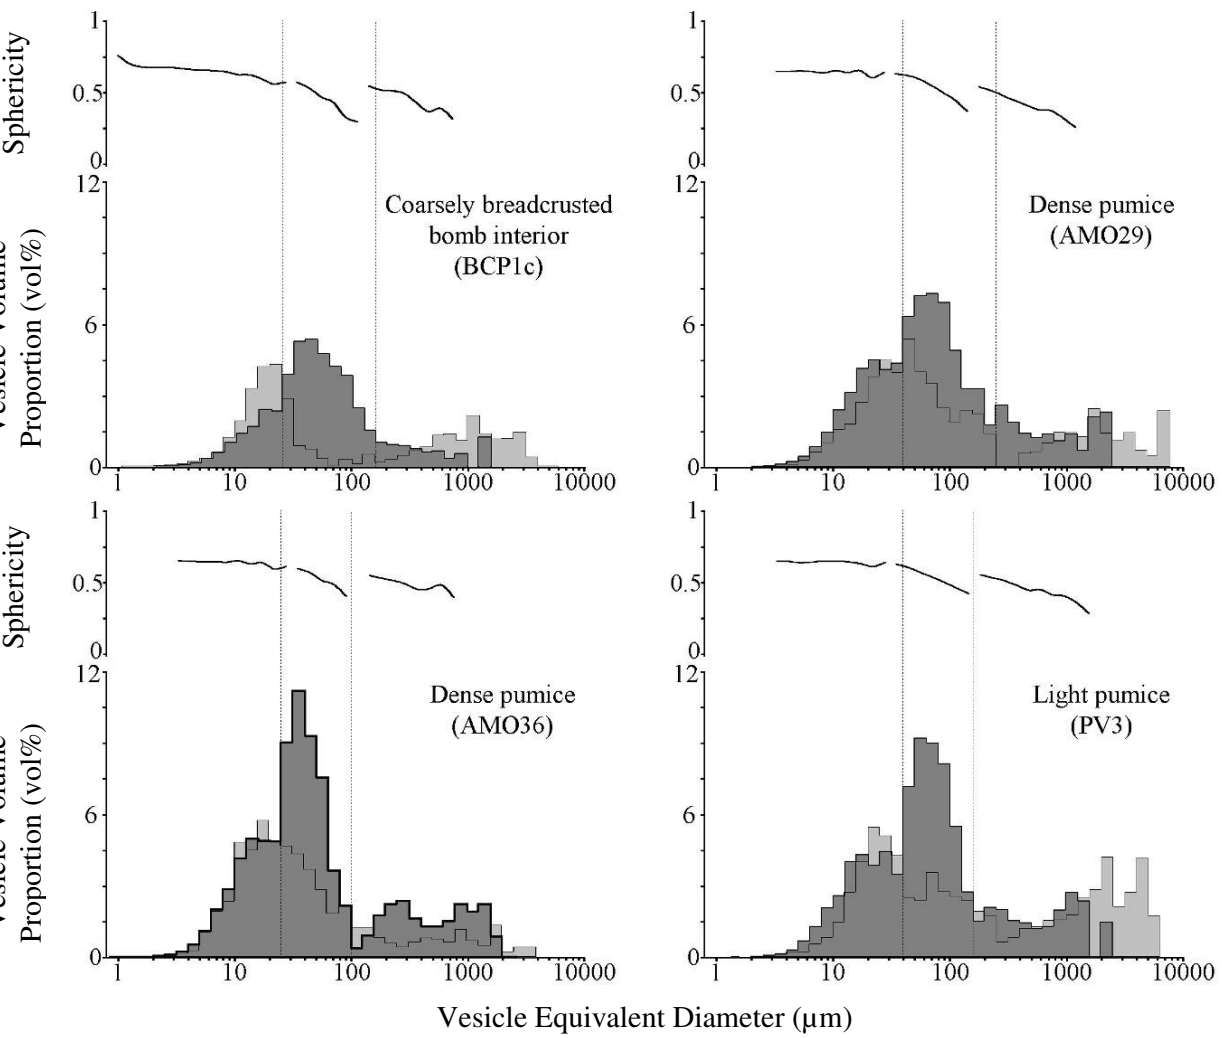 Sphericity
1
0.5
0
12
6
0
Proportion (vol%)
Coarsely breadcrusted
bomb interior
(BCP1c)
1 10 100 1000 10000
1
0.5
0
12
6
0
Dense pumice
(AMO29)
1 10 100 1000 10000
Sphericity
1
0.5
0
12
6
0
Proportion (vol%)
Dense pumice
(AMO36)
1 10 100 1000 10000
1
0.5
0
12
6
0
Light pumice
(PV3)
1 10 100 1000 10000
Vesicle Equivalent Diameter (µm)